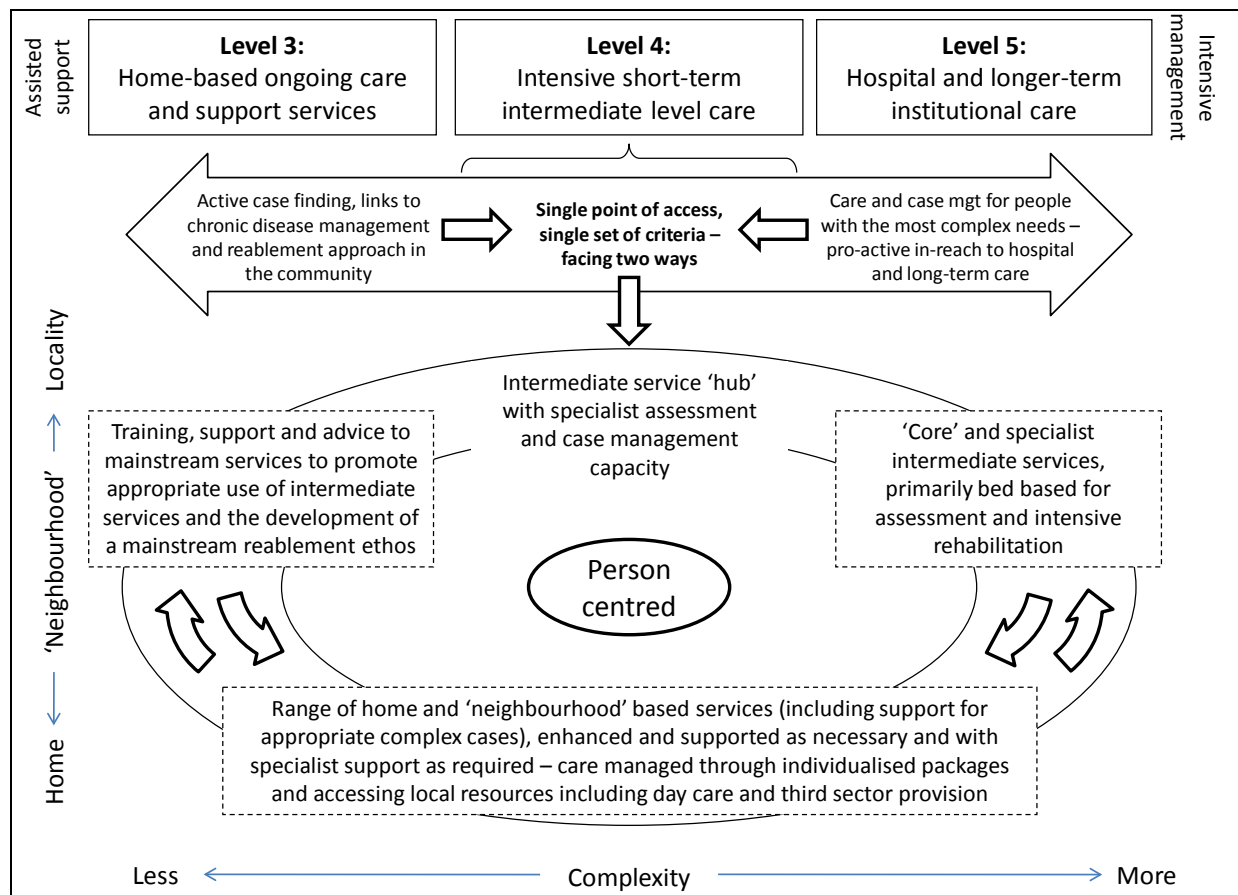 Assisted
support
Level 3:
Home-based ongoing care
and support services
Level 4:
Intensive short-term
intermediate level care
Level 5:
Hospital and longer-term
institutional care
Intensive
management
Active case finding, links to
chronic disease management
and reablement approach in
the community
Single point of access,
single set of criteria –
facing two ways
Care and case mgt for people
with the most complex needs –
pro-active in-reach to hospital
and long-term care
Locality
'Neighbourhood'
Home
Intermediate service 'hub'
with specialist assessment
and case management
capacity
Training, support and advice to
mainstream services to promote
appropriate use of intermediate
services and the development of
a mainstream reablement ethos
'Core' and specialist
intermediate services,
primarily bed based for
assessment and intensive
rehabilitation
Person
centred
Range of home and 'neighbourhood' based services (including support for
appropriate complex cases), enhanced and supported as necessary and with
specialist support as required – care managed through individualised packages
and accessing local resources including day care and third sector provision
Less
Complexity
More